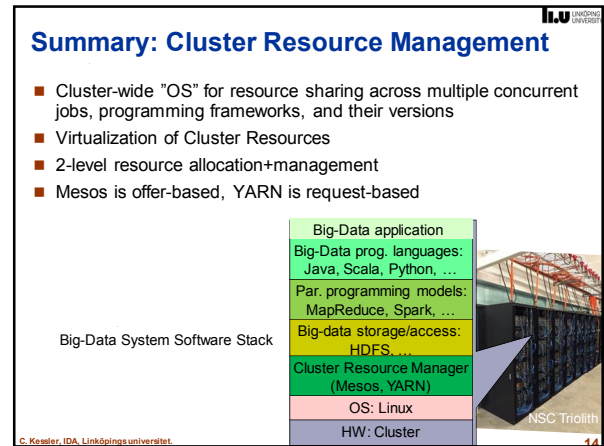 LINKÖPING
LiU UNIVERSITY
Summary: Cluster Resource Management
Cluster-wide ”OS” for resource sharing across multiple concurrent
jobs, programming frameworks, and their versions
Virtualization of Cluster Resources
2-level resource allocation+management
Mesos is offer-based, YARN is request-based
Big-Data application
Big-Data prog. languages:
Java, Scala, Python, …
Par. programming models:
MapReduce, Spark, …
Big-Data System Software Stack
Big-data storage/access:
HDFS, …
Cluster Resource Manager
(Mesos, YARN)
OS: Linux
HW: Cluster
NSC Triolith
C. Kessler, IDA, Linköpings universitet.
14